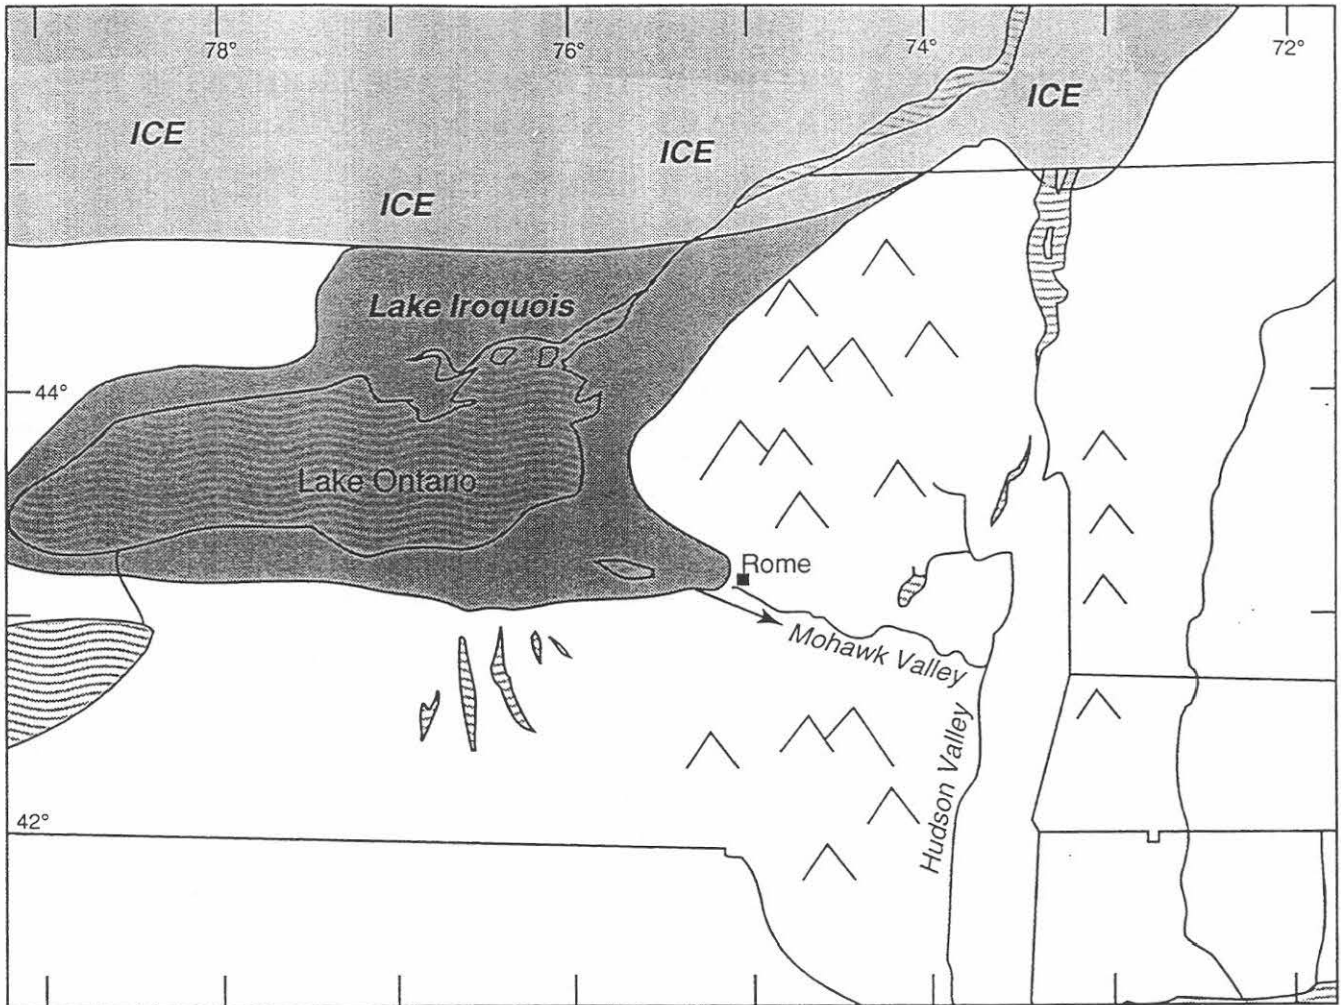 78°
76°
74°
72°
ICE
ICE
ICE
ICE
Lake Iroquois
44°
Lake Ontario
Rome
Mohawk Valley
Hudson Valley
42°